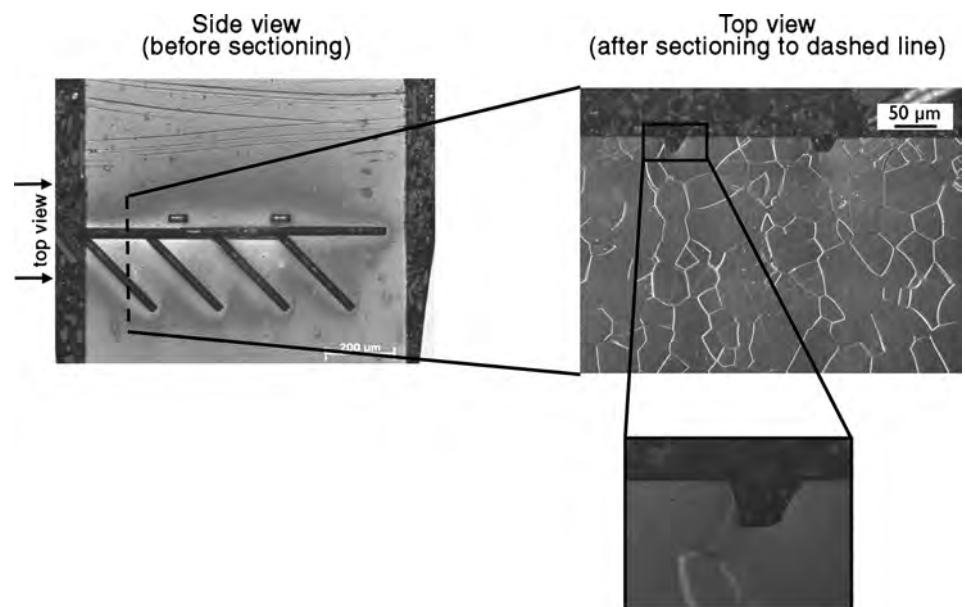 Side view
(before sectioning)
Top view
(after sectioning to dashed line)
50 µm
top view
200 µm